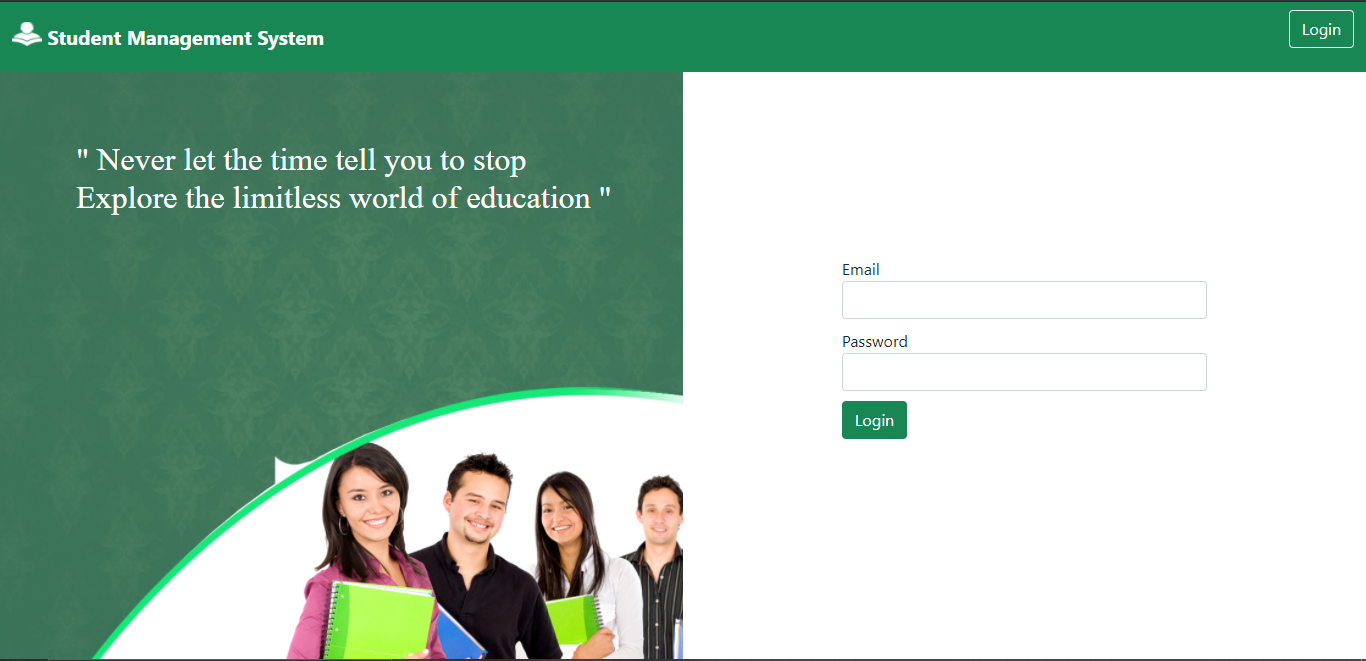 Student Management System
Login
" Never let the time tell you to stop
Explore the limitless world of education "
Email
Password
Login